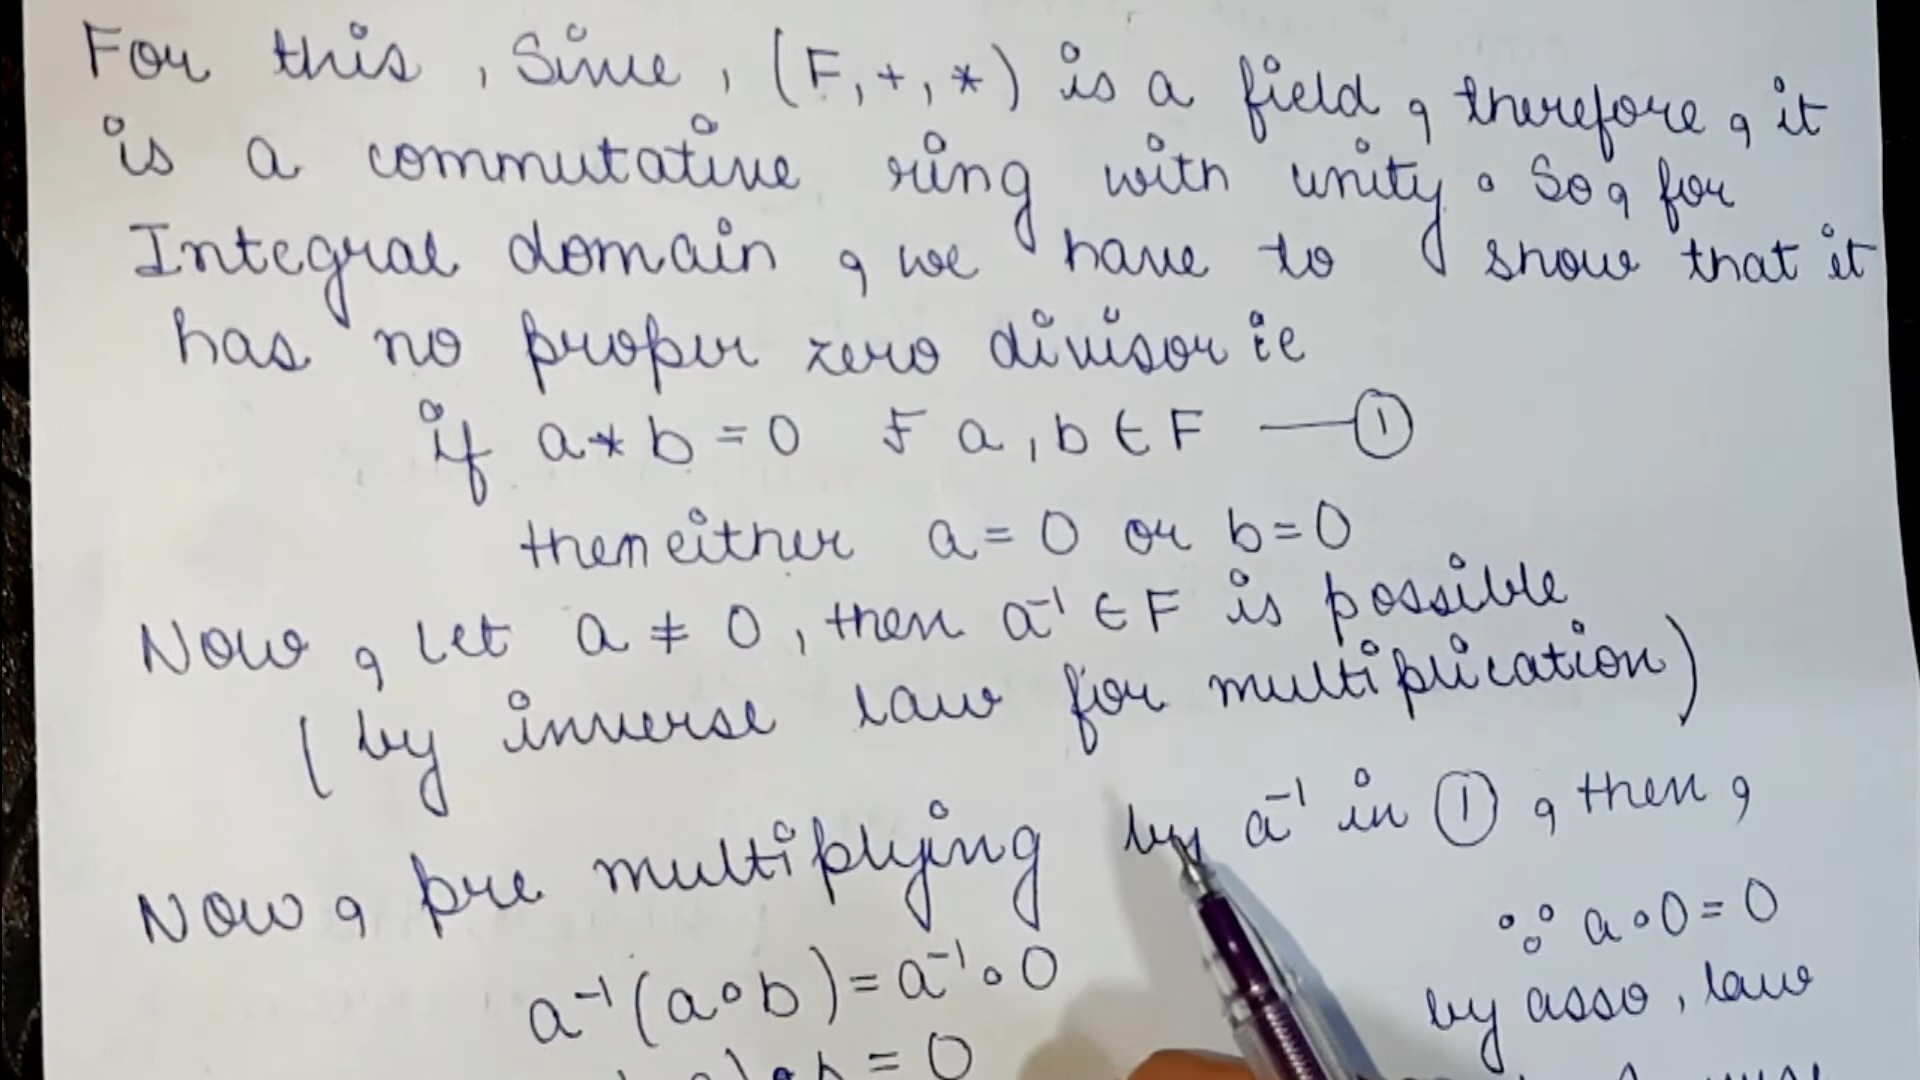 For this, Since, (F,+,*) is a field, therefore, it
is a commutative ring with unity. So, for
Integral domain, we have to show that it
has no proper zero divisor ie
if a*b=0 ∀ a,b∈F —①
then either a=0 or b=0
Now, Let a≠0, then a⁻¹∈F is possible
(by inverse law for multiplication)
Now, pre multiplying by a⁻¹ in ①, then,
∵ a∘0=0
a⁻¹(a∘b)=a⁻¹∘0
by asso, law
= 0